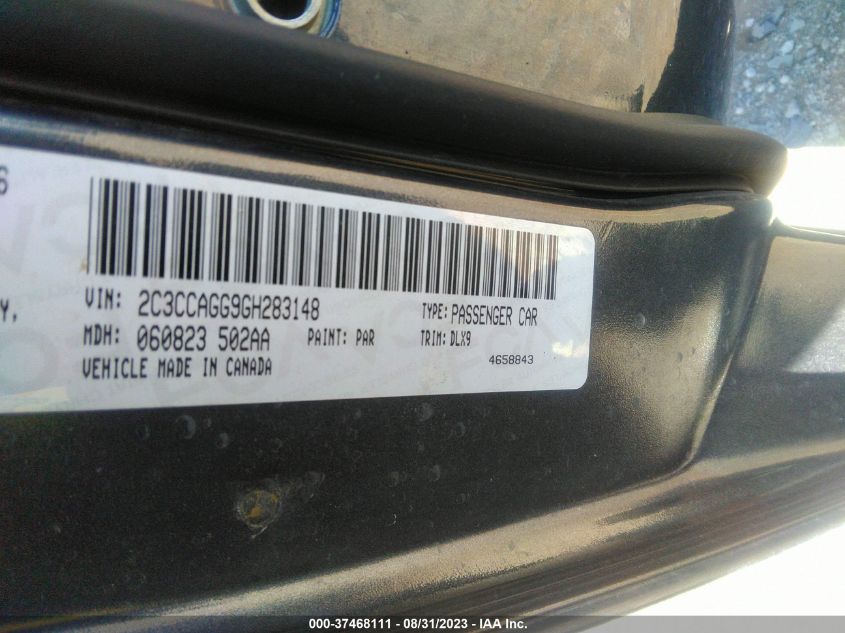 6
VIN: 2C3CCAGG9GH283148 TYPE: PASSENGER CAR
Y,
MDH: 060823 502AA PAINT: PAR TRIM: DLX9
VEHICLE MADE IN CANADA 4658843
000-37468111 - 08/31/2023 - IAA Inc.